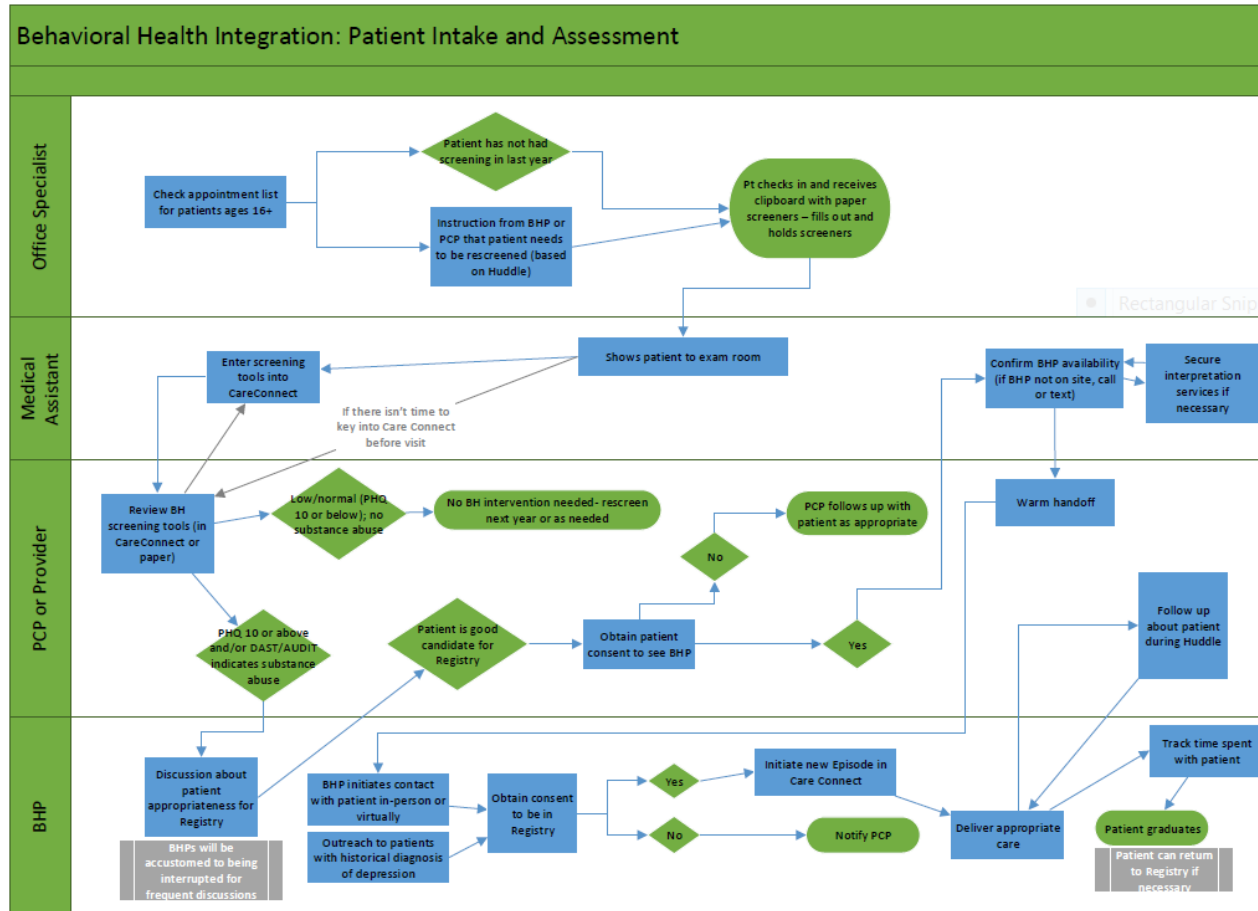 Behavioral Health Integration: Patient Intake and Assessment
Office Specialist
Check appointment list
for patients ages 16+
Patient has not had
screening in last year
Instruction from BHP or
PCP that patient needs
to be rescreened (based
on Huddle)
Pt checks in and receives
clipboard with paper
screeners – fills out and
holds screeners
Rectangular Snip
Medical
Assistant
Enter screening
tools into
CareConnect
Shows patient to exam room
If there isn't time to
key into Care Connect
before visit
Confirm BHP availability
(if BHP not on site, call
or text)
Secure
interpretation
services if
necessary
PCP or Provider
Review BH
screening tools (in
CareConnect or
paper)
Low/normal (PHQ
10 or below); no
substance abuse
No BH intervention needed- rescreen
next year or as needed
PHQ 10 or above
and/or DAST/AUDIT
indicates substance
abuse
Patient is good
candidate for
Registry
Obtain patient
consent to see BHP
No
PCP follows up with
patient as appropriate
Yes
Warm handoff
Follow up
about patient
during Huddle
BHP
Discussion about
patient
appropriateness for
Registry
BHPs will be
accustomed to being
interrupted for
frequent discussions
BHP initiates contact
with patient in-person or
virtually
Outreach to patients
with historical diagnosis
of depression
Obtain consent
to be in
Registry
Yes
No
Initiate new Episode in
Care Connect
Notify PCP
Deliver appropriate
care
Track time spent
with patient
Patient graduates
Patient can return
to Registry if
necessary